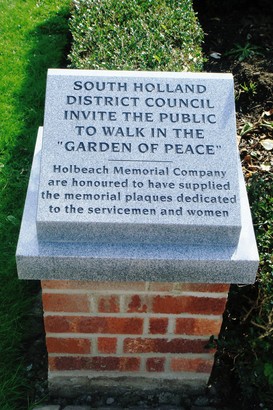 SOUTH HOLLAND
DISTRICT COUNCIL
INVITE THE PUBLIC
TO WALK IN THE
"GARDEN OF PEACE"
Holbeach Memorial Company
are honoured to have supplied
the memorial plaques dedicated
to the servicemen and women